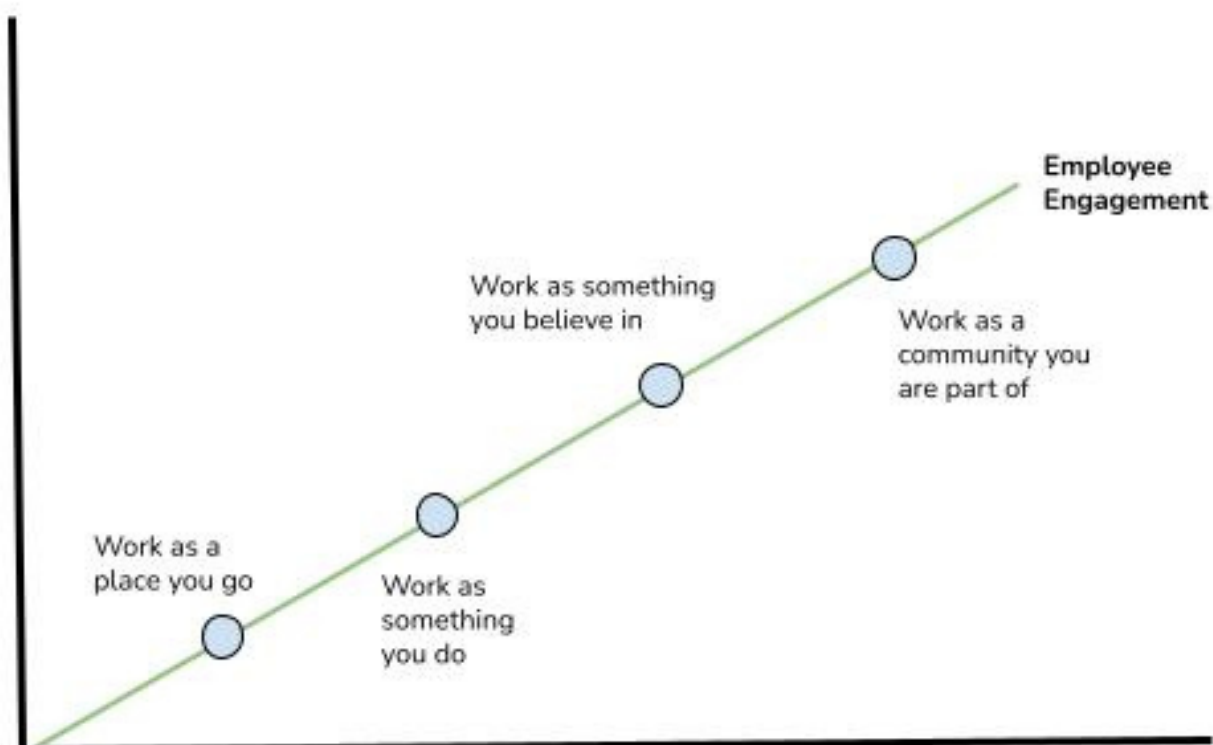 Employee
Engagement
Work as something
you believe in
Work as a
community you
are part of
Work as a
place you go
Work as
something
you do